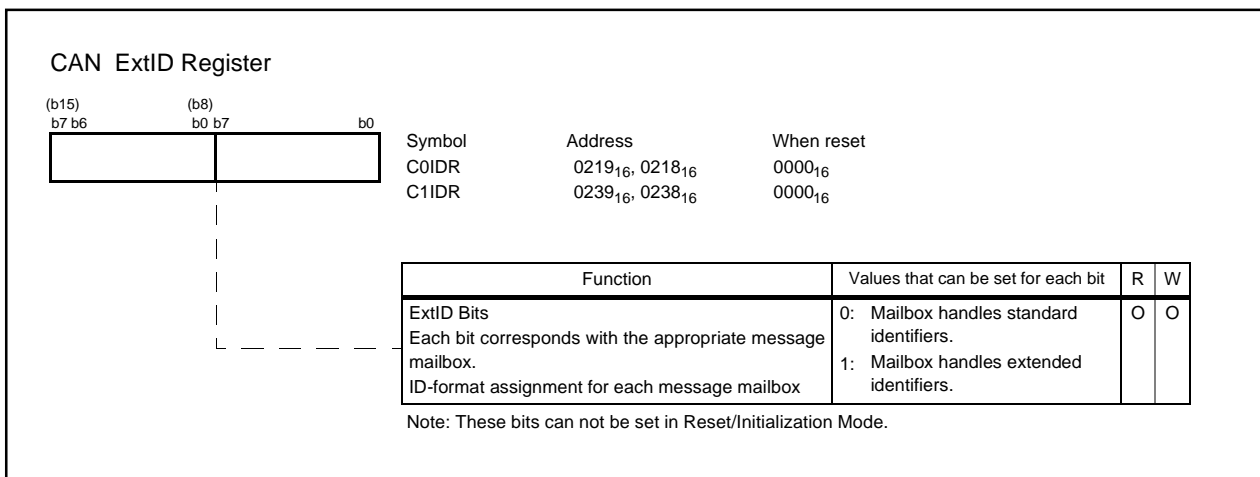 CAN ExtID Register
(b15) (b8)
b7 b6 b0 b7 b0
Symbol Address When reset
C0IDR 0219₁₆, 0218₁₆ 0000₁₆
C1IDR 0239₁₆, 0238₁₆ 0000₁₆
Function Values that can be set for each bit R W
ExtID Bits 0: Mailbox handles standard O O
Each bit corresponds with the appropriate message identifiers.
mailbox. 1: Mailbox handles extended
ID-format assignment for each message mailbox identifiers.
Note: These bits can not be set in Reset/Initialization Mode.